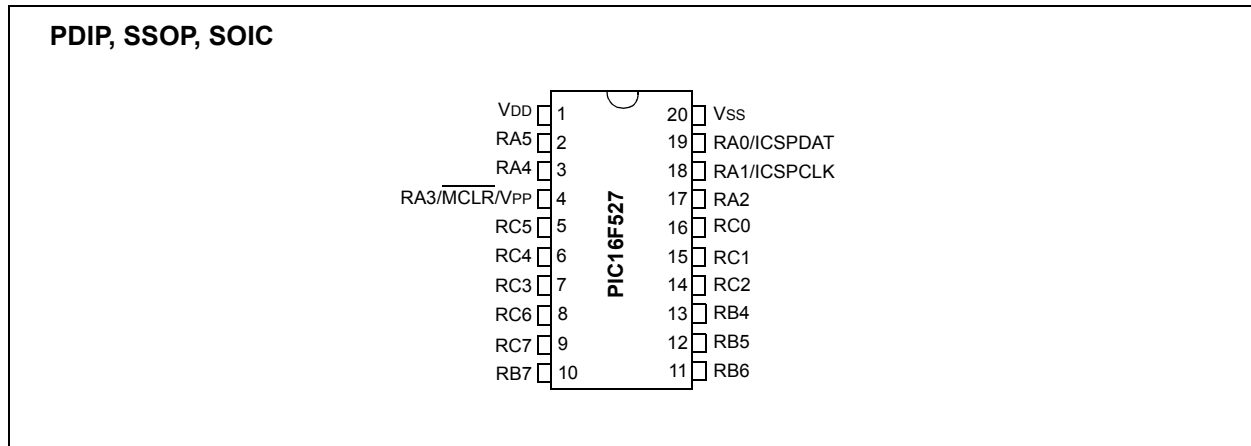 PDIP, SSOP, SOIC
VDD 1 20 VSS
RA5 2 19 RA0/ICSPDAT
RA4 3 18 RA1/ICSPCLK
RA3/MCLR/VPP 4 17 RA2
RC5 5 16 RC0
RC4 6 15 RC1
RC3 7 14 RC2
RC6 8 13 RB4
RC7 9 12 RB5
RB7 10 11 RB6
PIC16F527